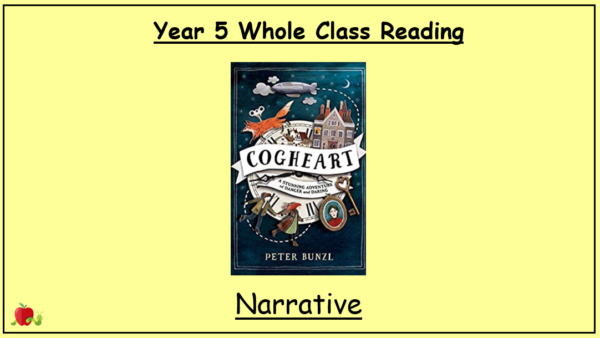 Year 5 Whole Class Reading
COGHEART
A STUNNING ADVENTURE
OF DANGER and DARING
PETER BUNZL
Narrative